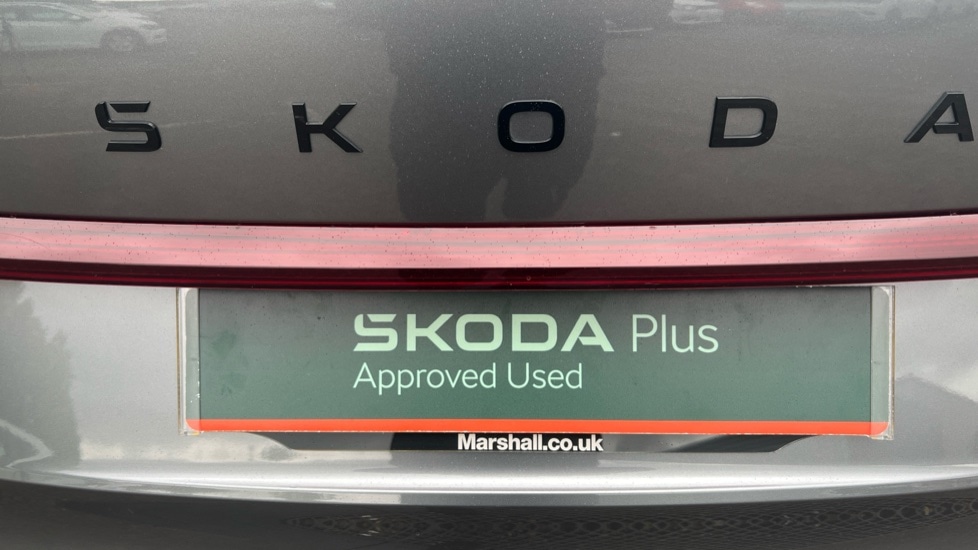 SKODA
SKODA Plus
Approved Used
Marshall.co.uk